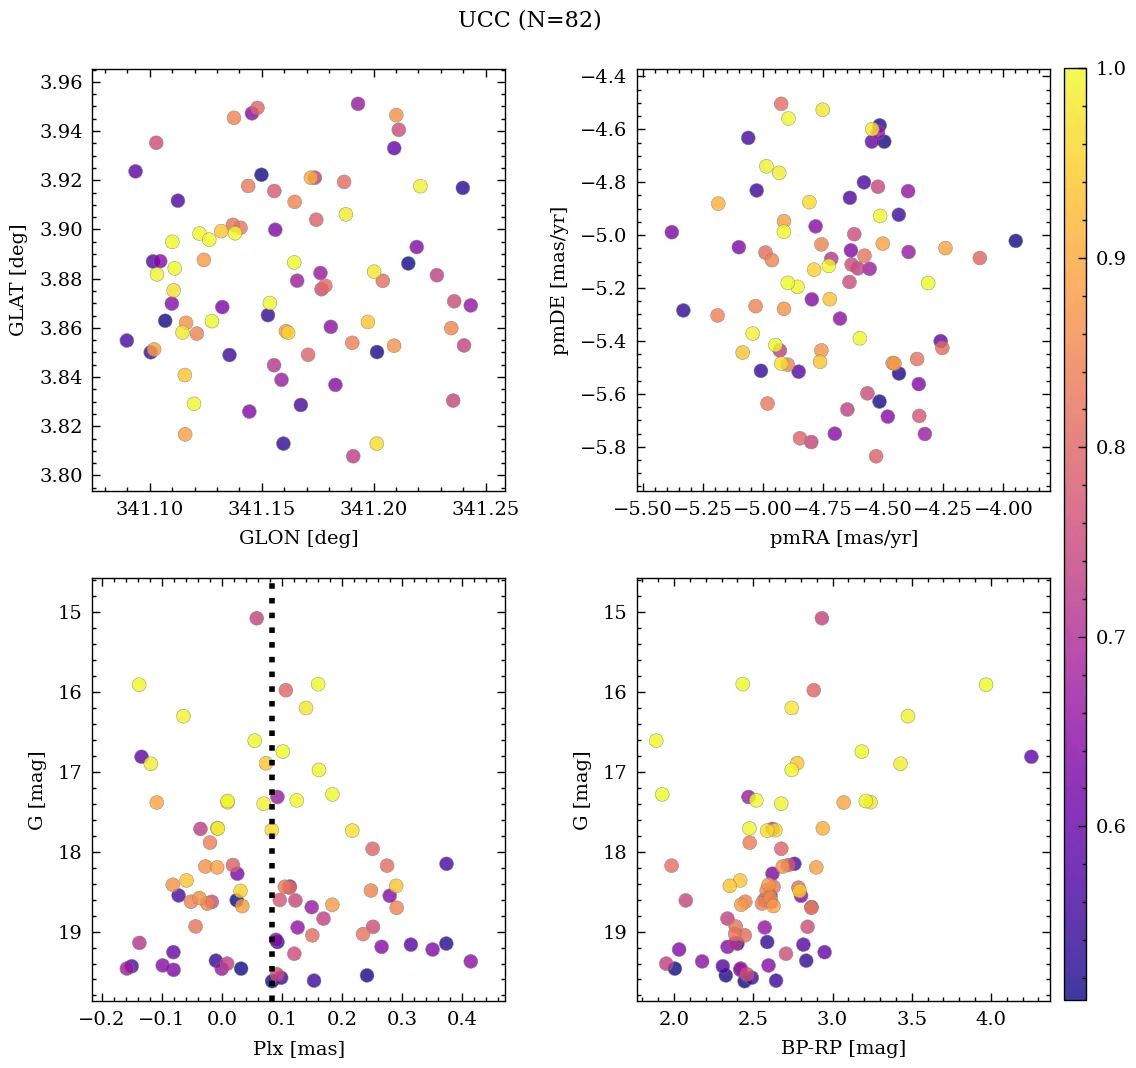 UCC (N=82)
3.96
3.94
3.92
3.90
3.88
3.86
3.84
3.82
3.80
GLAT [deg]
341.10 341.15 341.20 341.25
GLON [deg]
−4.4
−4.6
−4.8
−5.0
−5.2
−5.4
−5.6
−5.8
pmDE [mas/yr]
−5.50 −5.25 −5.00 −4.75 −4.50 −4.25 −4.00
pmRA [mas/yr]
1.0
0.9
0.8
0.7
0.6
15
16
17
18
19
G [mag]
−0.2 −0.1 0.0 0.1 0.2 0.3 0.4
Plx [mas]
15
16
17
18
19
G [mag]
2.0 2.5 3.0 3.5 4.0
BP-RP [mag]